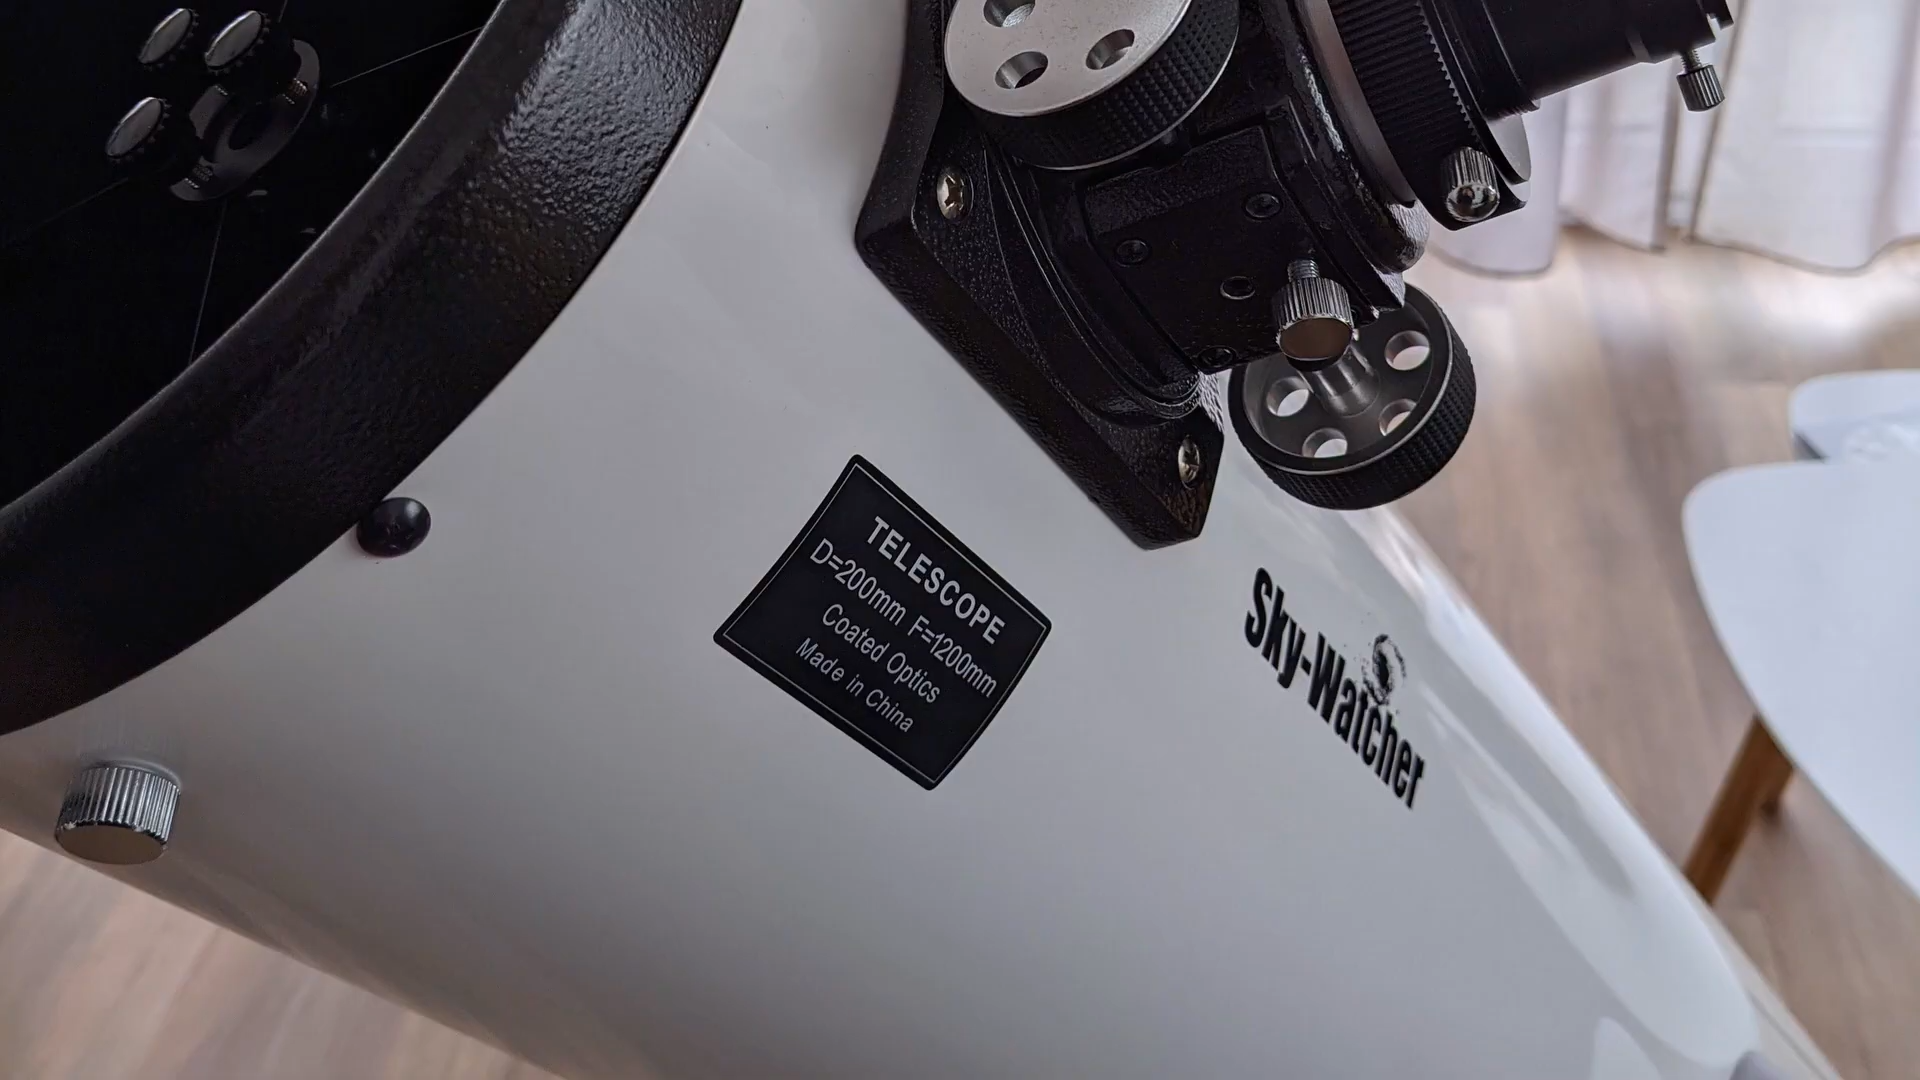 TELESCOPE
D=200mm F=1200mm
Coated Optics
Made in China
Sky-Watcher